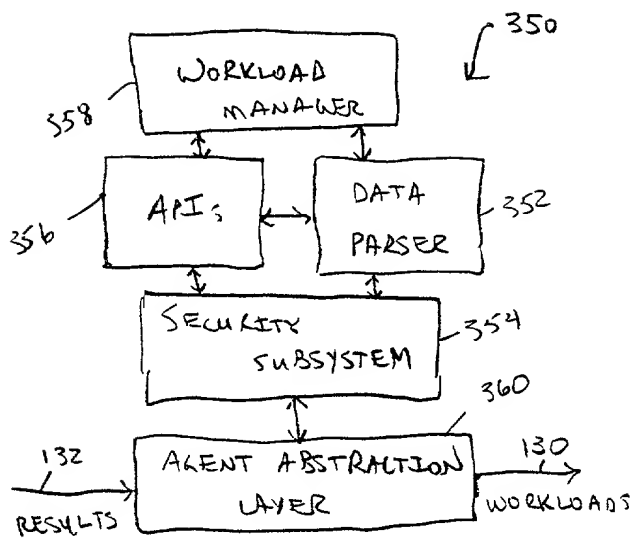 350
WORKLOAD
MANAGER
358
APIs
DATA
PARSER
356
352
SECURITY
SUBSYSTEM
354
360
AGENT ABSTRACTION
LAYER
132
RESULTS
130
WORKLOADS